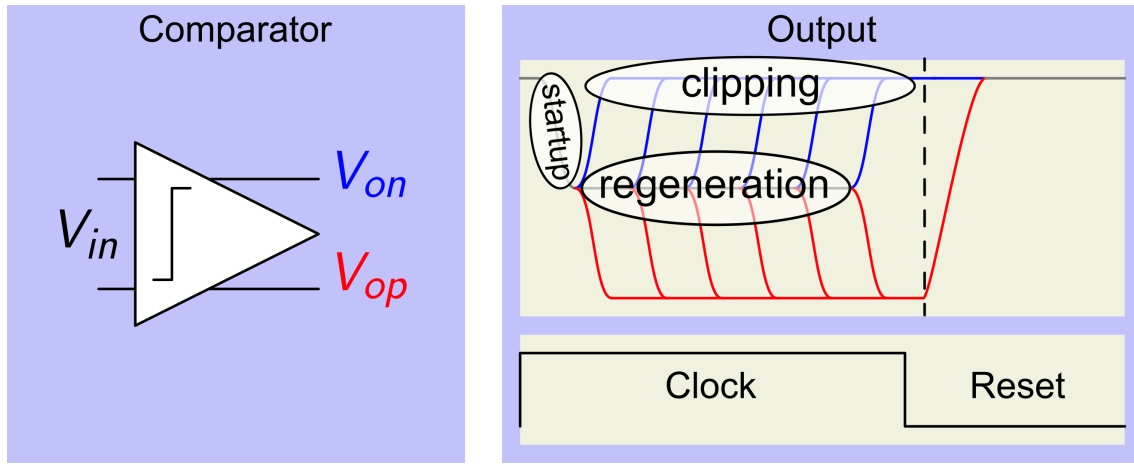 Comparator
V_on
V_in
V_op
Output
clipping
startup
regeneration
Clock
Reset